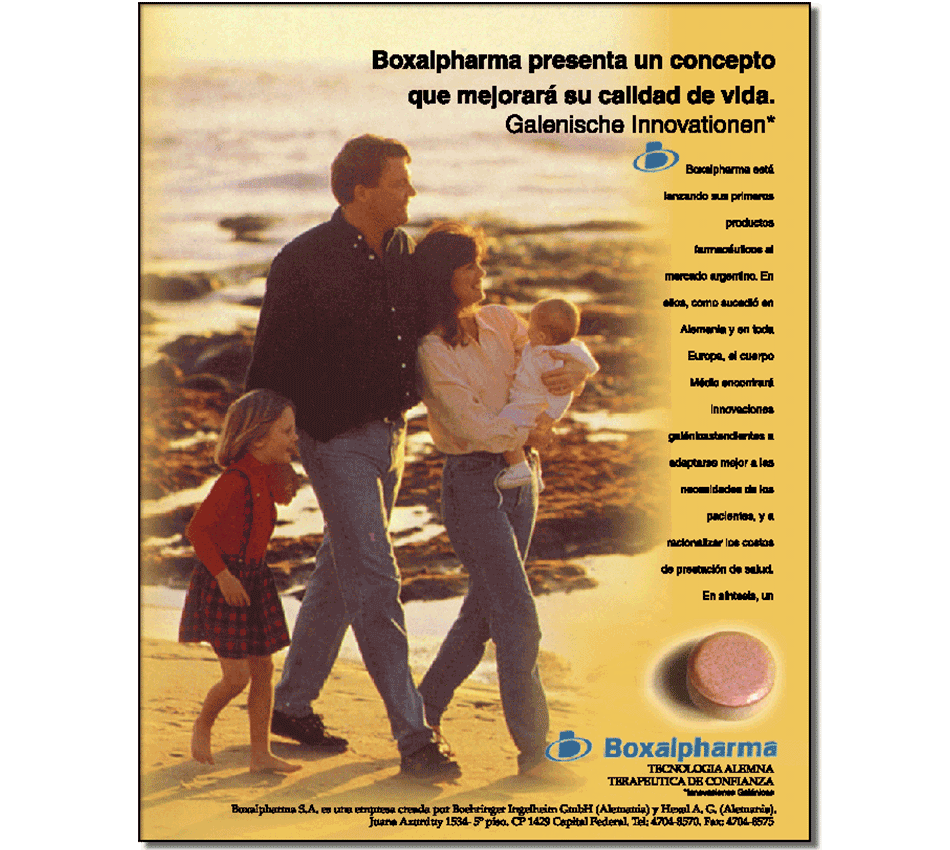 Boxalpharma presenta un concepto
que mejorará su calidad de vida.
Galenische Innovationen*
Boxalpharma está
lanzando sus primeros
productos
farmacéuticos al
mercado argentino. En
ellos, como sucedió en
Alemania y en toda
Europa, el cuerpo
Médio encontrará
innovaciones
galénicastendientes a
adaptarse mejor a las
necesidades de los
pacientes, y a
racionalizar los costos
de prestación de salud.
En síntesis, un
Boxalpharma
TECNOLOGIA ALEMNA
TERAPEUTICA DE CONFIANZA
*Innovaciones Galénicas
Boxalpharma S.A. es una empresa creada por Boehringer Ingelheim GmbH (Alemania) y Hexal A. G. (Alemania).
Juana Azurduy 1534- 5º piso. CP 1429 Capital Federal. Tel: 4704-8570. Fax: 4704-8575